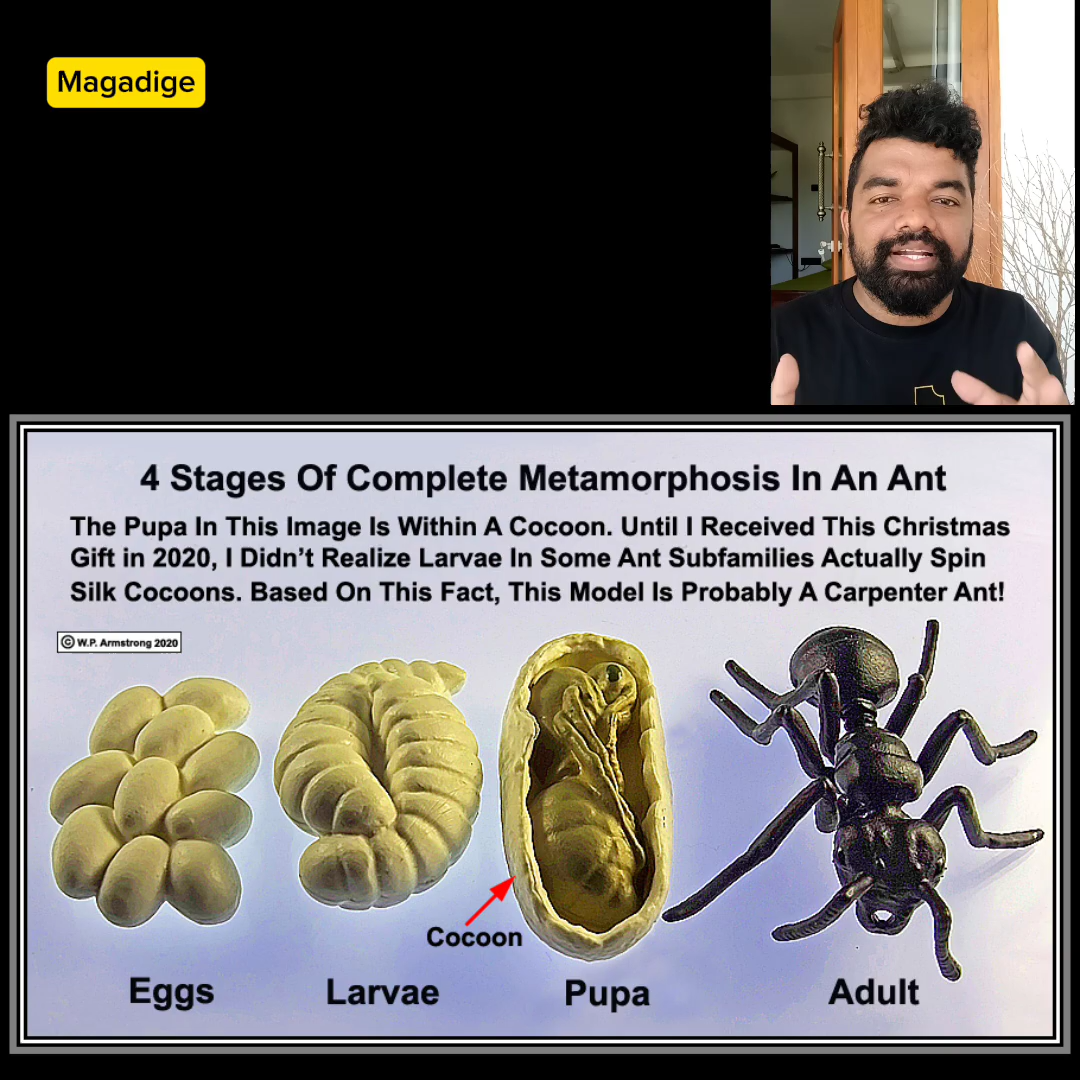 Magadige
4 Stages Of Complete Metamorphosis In An Ant
The Pupa In This Image Is Within A Cocoon. Until I Received This Christmas
Gift in 2020, I Didn’t Realize Larvae In Some Ant Subfamilies Actually Spin
Silk Cocoons. Based On This Fact, This Model Is Probably A Carpenter Ant!
© W.P. Armstrong 2020
Cocoon
Eggs
Larvae
Pupa
Adult